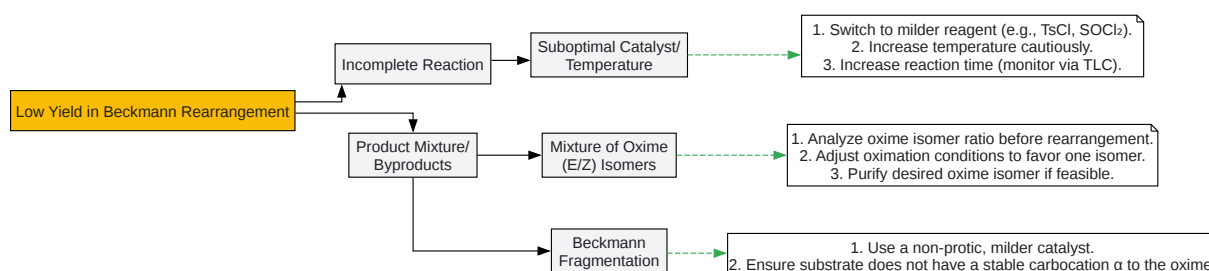 Low Yield in Beckmann Rearrangement
Incomplete Reaction
Suboptimal Catalyst/
Temperature
1. Switch to milder reagent (e.g., TsCl, SOCl₂).
2. Increase temperature cautiously.
3. Increase reaction time (monitor via TLC).
Product Mixture/
Byproducts
Mixture of Oxime
(E/Z) Isomers
1. Analyze oxime isomer ratio before rearrangement.
2. Adjust oximation conditions to favor one isomer.
3. Purify desired oxime isomer if feasible.
Beckmann
Fragmentation
1. Use a non-protic, milder catalyst.
2. Ensure substrate does not have a stable carbocation α to the oxime